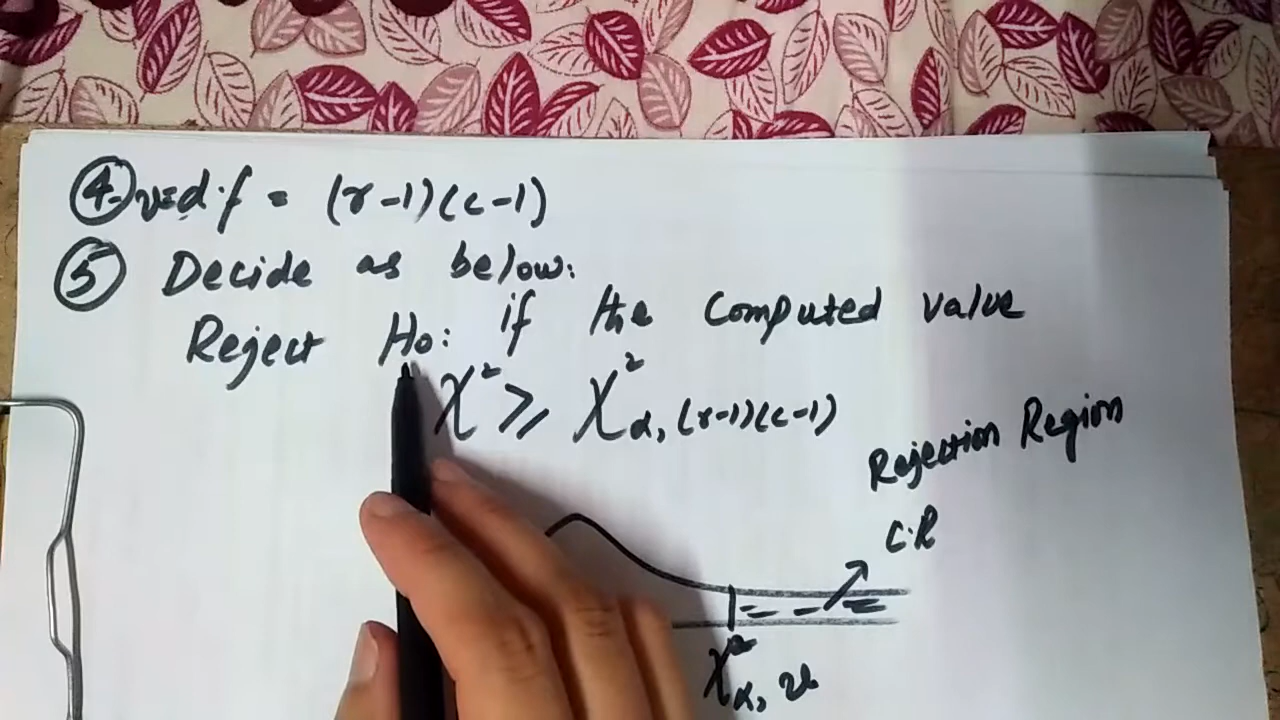 ④ ν=d.f = (r-1)(c-1)
⑤ Decide as below:
Reject Ho: if the computed value
χ² ≥ χ²α, (r-1)(c-1)
Rejection Region
C.R
χ²α, ν